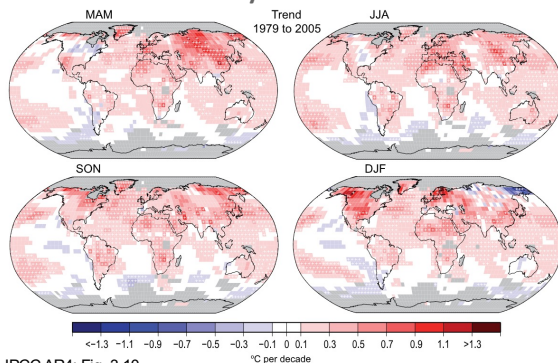 MAM
Trend
1979 to 2005
JJA
SON
DJF
<-1.3 -1.1 -0.9 -0.7 -0.5 -0.3 -0.1 0 0.1 0.3 0.5 0.7 0.9 1.1 >1.3
°C per decade